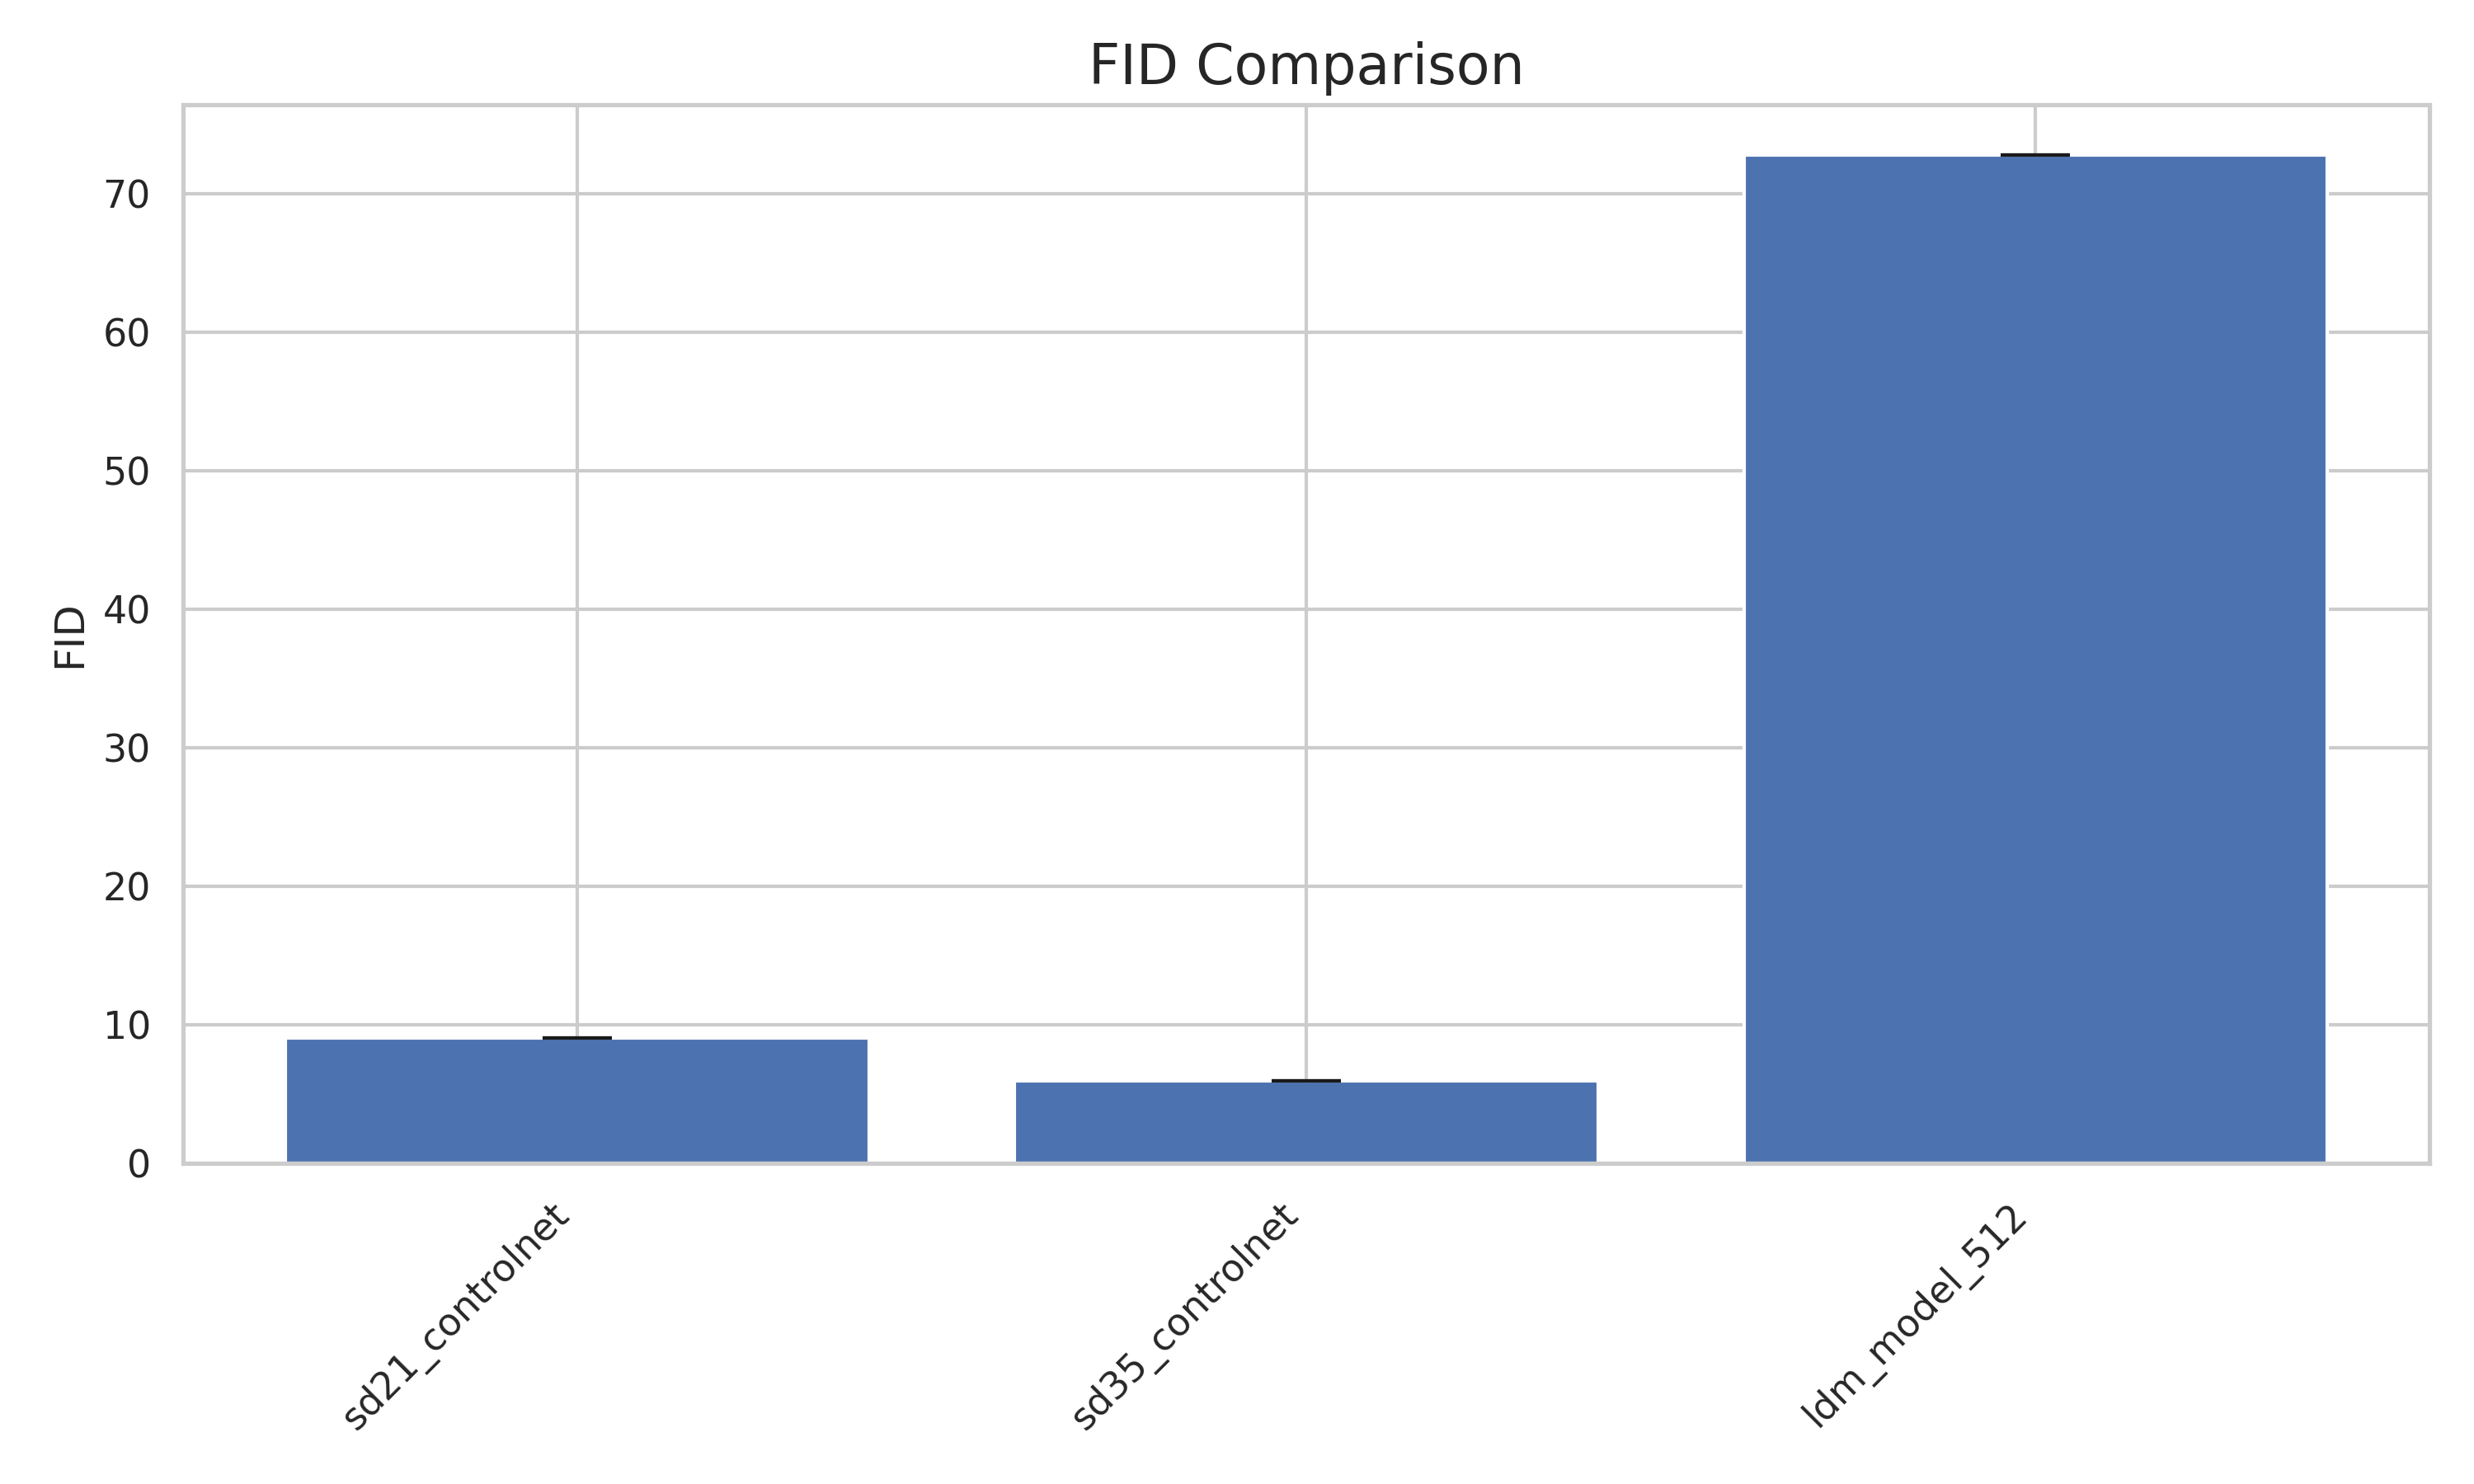 FID Comparison
FID
70
60
50
40
30
20
10
0
sd21_controlnet
sd35_controlnet
ldm_model_512